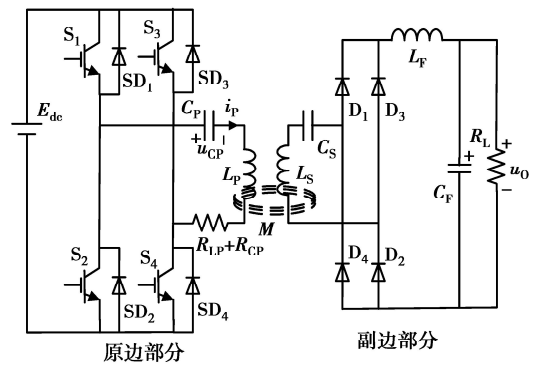 S1
SD1
S3
SD3
Edc
CP
iP
+ uCP -
LP
LS
CS
M
RLP+RCP
S2
SD2
S4
SD4
D1
D3
D4
D2
LF
CF
+
RL
+
uO
-
原边部分
副边部分